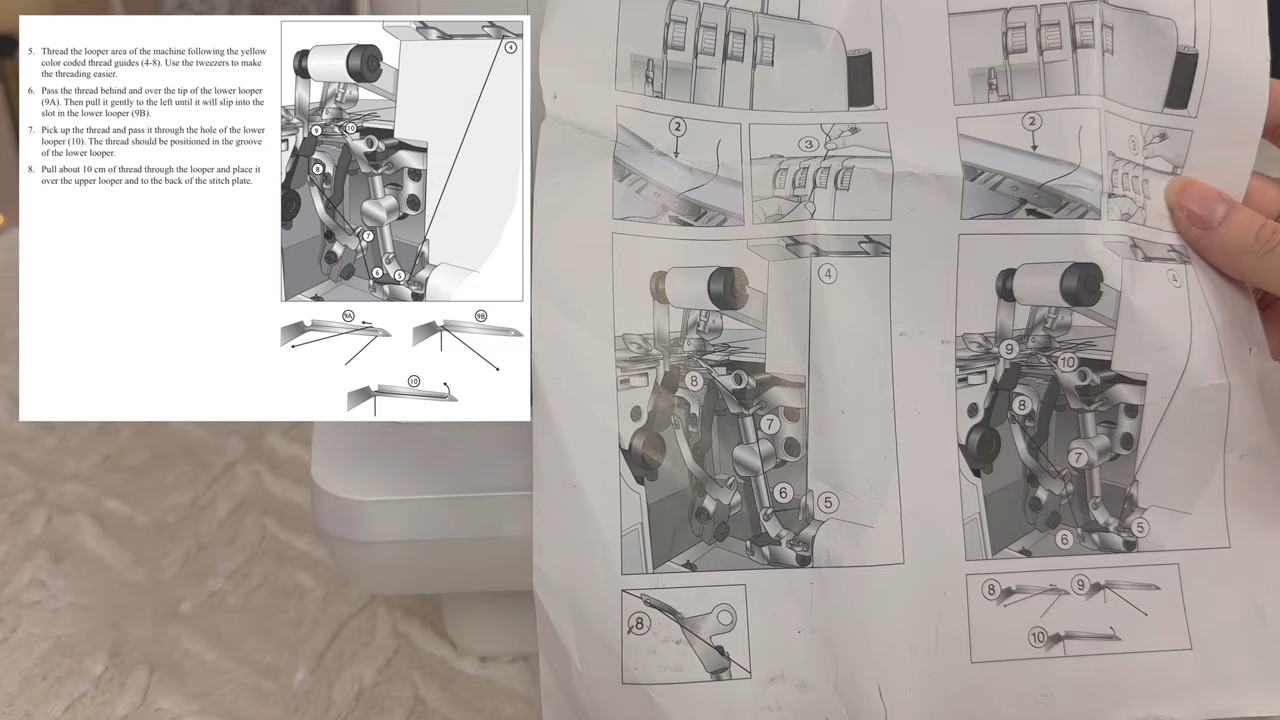 5. Thread the looper area of the machine following the yellow
color coded thread guides (4-8). Use the tweezers to make
the threading easier.
6. Pass the thread behind and over the tip of the lower looper
(9A). Then pull it gently to the left until it will slip into the
slot in the lower looper (9B).
7. Pick up the thread and pass it through the hole of the lower
looper (10). The thread should be positioned in the groove
of the lower looper.
8. Pull about 10 cm of thread through the looper and place it
over the upper looper and to the back of the stitch plate.
4
9
10
8
7
6
5
9A
9B
10
2
3
4
8
7
6
5
8
2
3
4
9
10
8
7
5
6
8
9
10